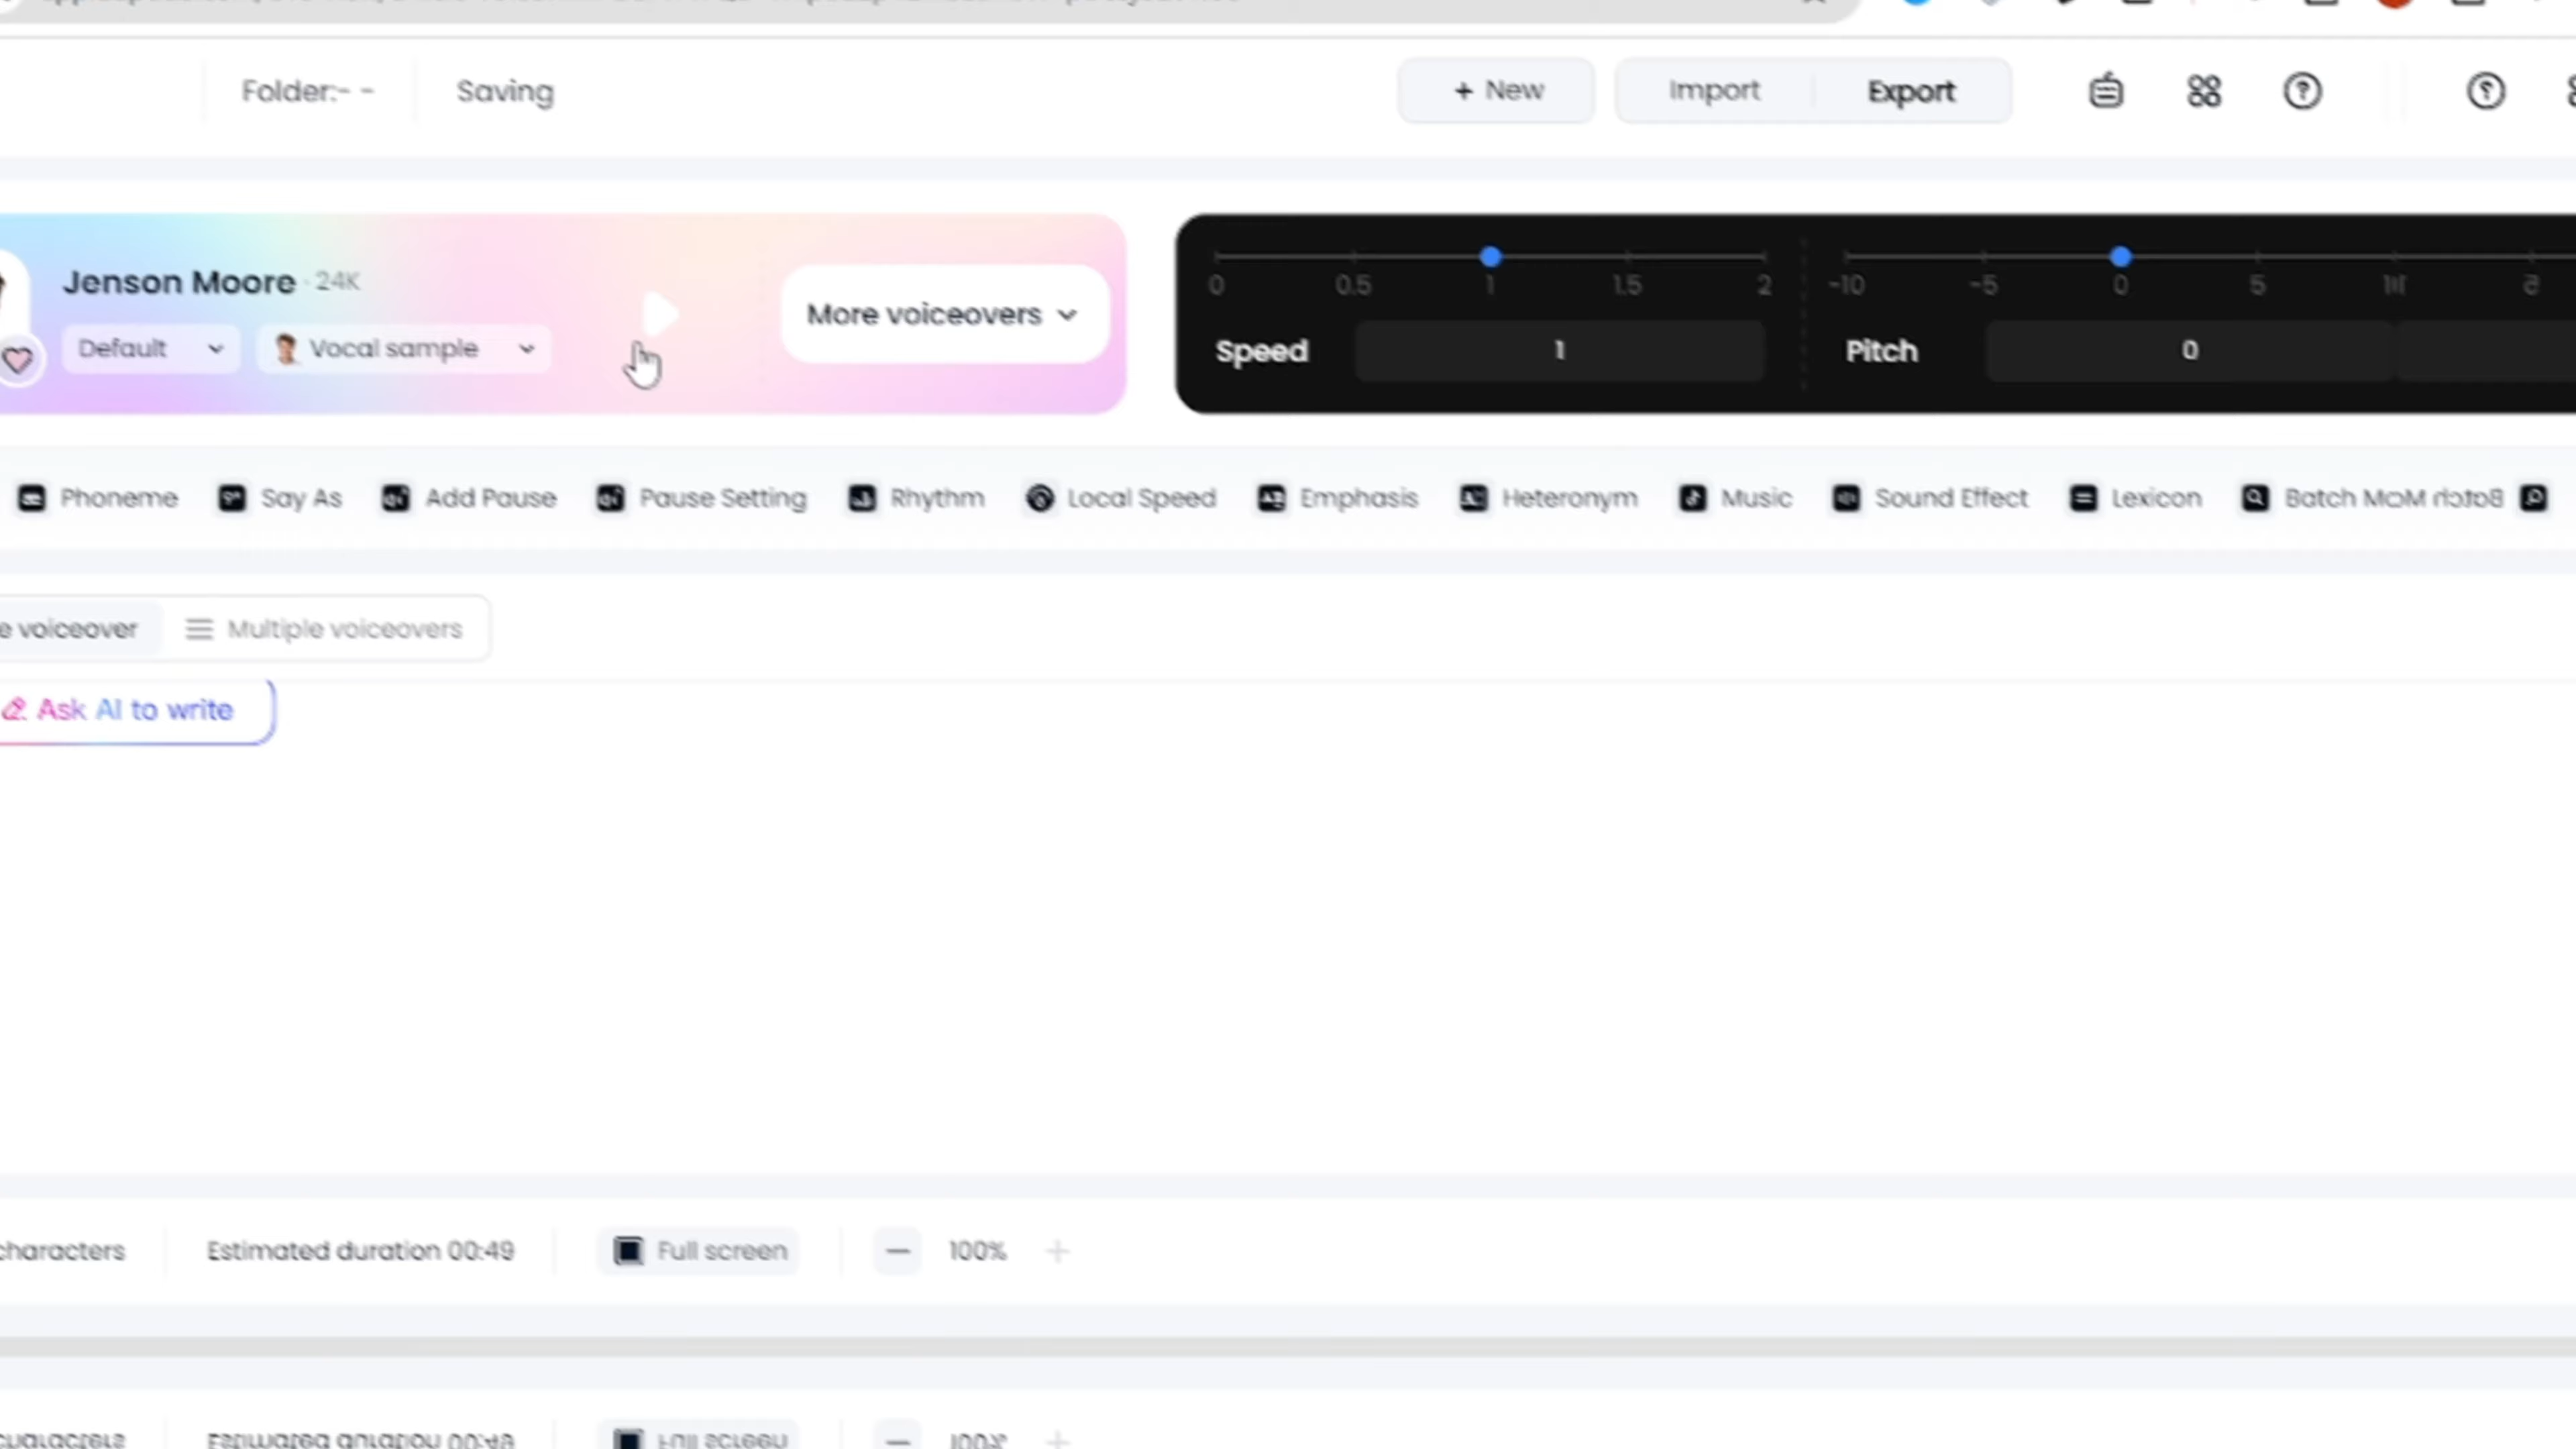 Folder:- - Saving + New Import Export
Jenson Moore · 24K
Default Vocal sample
More voiceovers
0 0.5 1 1.5 2 -10 -5 0 5
Speed 1 Pitch 0
Phoneme Say As Add Pause Pause Setting Rhythm Local Speed Emphasis Heteronym Music Sound Effect Lexicon Batch
e voiceover Multiple voiceovers
Ask AI to write
characters Estimated duration 00:49 Full screen 100%